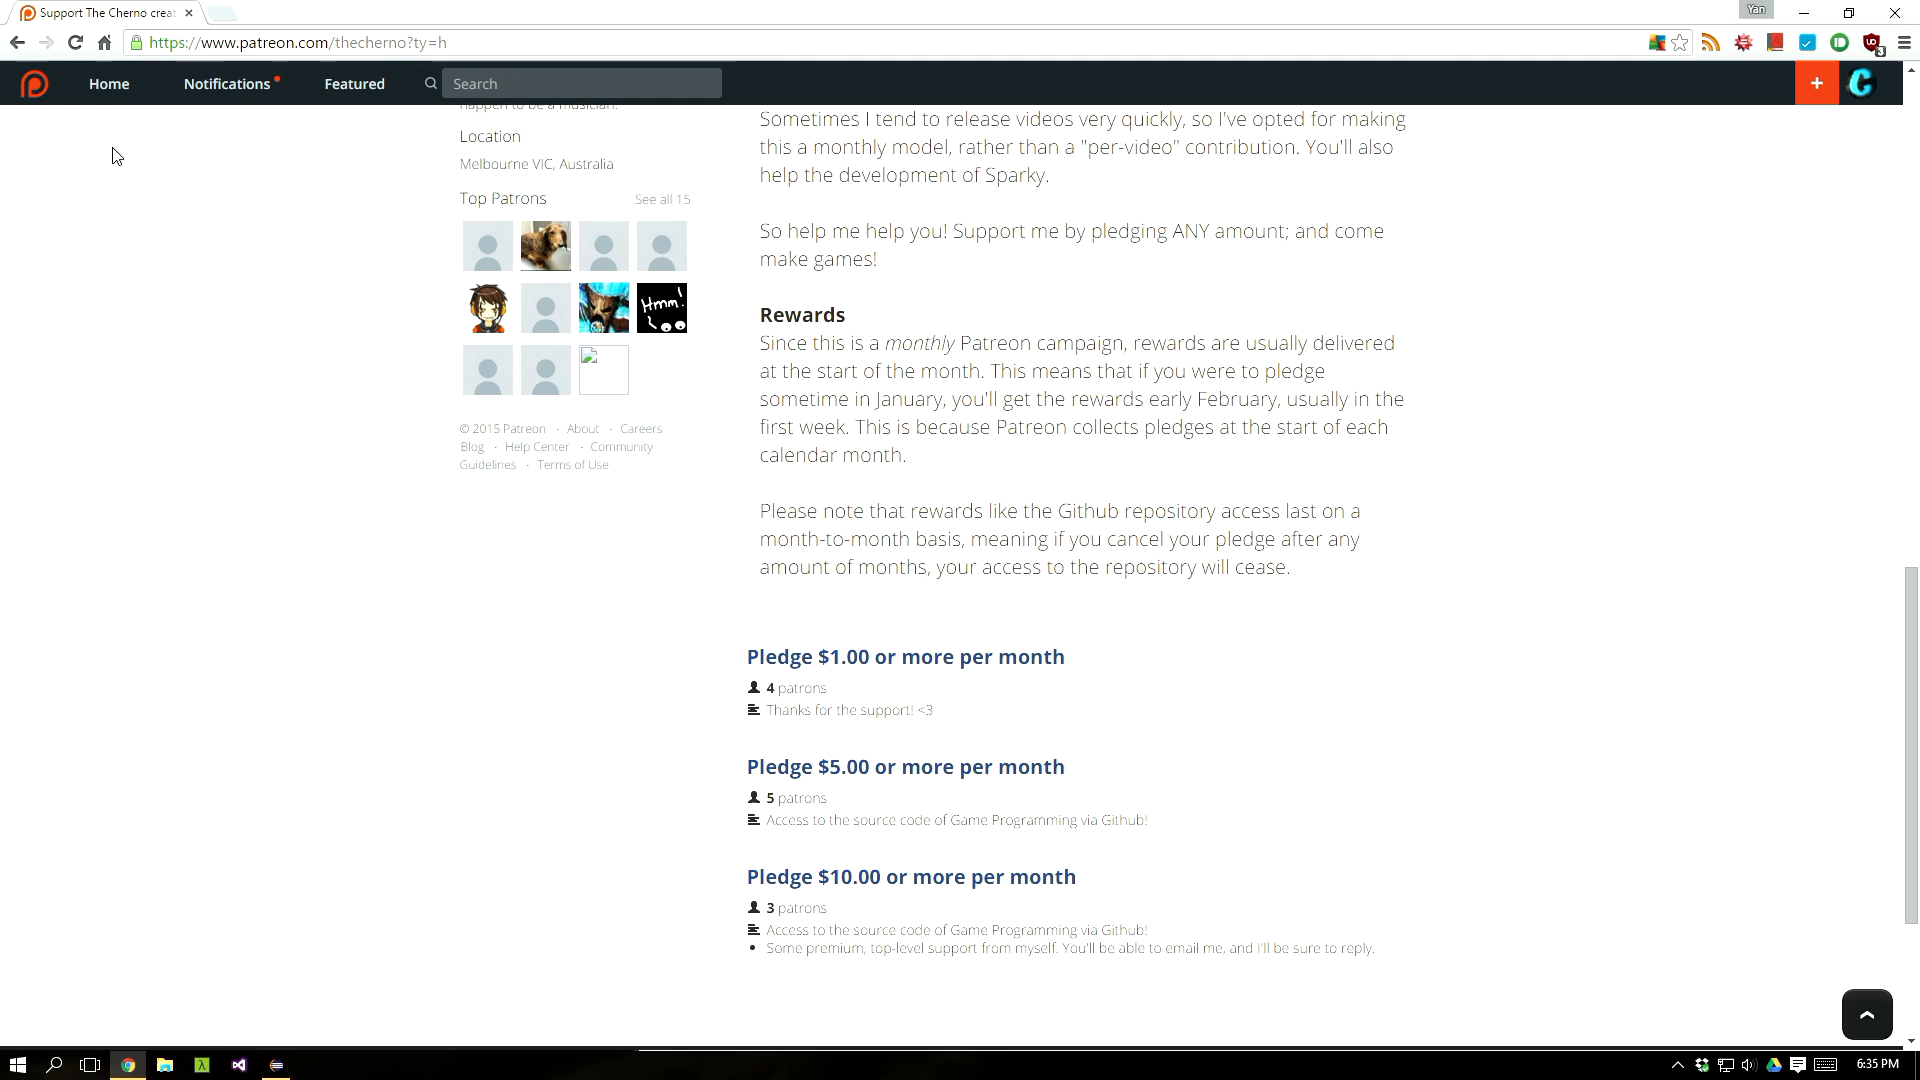 Support The Cherno creat
Yan
https://www.patreon.com/thecherno?ty=h
3
Home
Notifications
Featured
Search
happen to be a musician.
Location
Melbourne VIC, Australia
Top Patrons
See all 15
Hmm!
© 2015 Patreon · About · Careers
Blog · Help Center · Community
Guidelines · Terms of Use
Sometimes I tend to release videos very quickly, so I've opted for making
this a monthly model, rather than a "per-video" contribution. You'll also
help the development of Sparky.
So help me help you! Support me by pledging ANY amount; and come
make games!
Rewards
Since this is a monthly Patreon campaign, rewards are usually delivered
at the start of the month. This means that if you were to pledge
sometime in January, you'll get the rewards early February, usually in the
first week. This is because Patreon collects pledges at the start of each
calendar month.
Please note that rewards like the Github repository access last on a
month-to-month basis, meaning if you cancel your pledge after any
amount of months, your access to the repository will cease.
Pledge $1.00 or more per month
4 patrons
Thanks for the support! <3
Pledge $5.00 or more per month
5 patrons
Access to the source code of Game Programming via Github!
Pledge $10.00 or more per month
3 patrons
Access to the source code of Game Programming via Github!
• Some premium, top-level support from myself. You'll be able to email me, and I'll be sure to reply.
6:35 PM